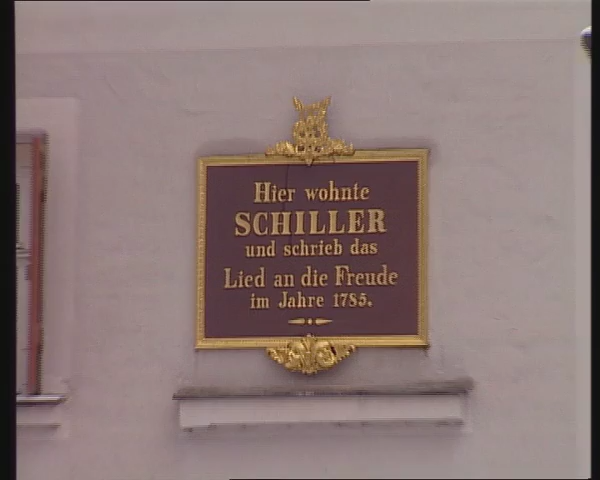 Hier wohnte
SCHILLER
und schrieb das
Lied an die Freude
im Jahre 1785.